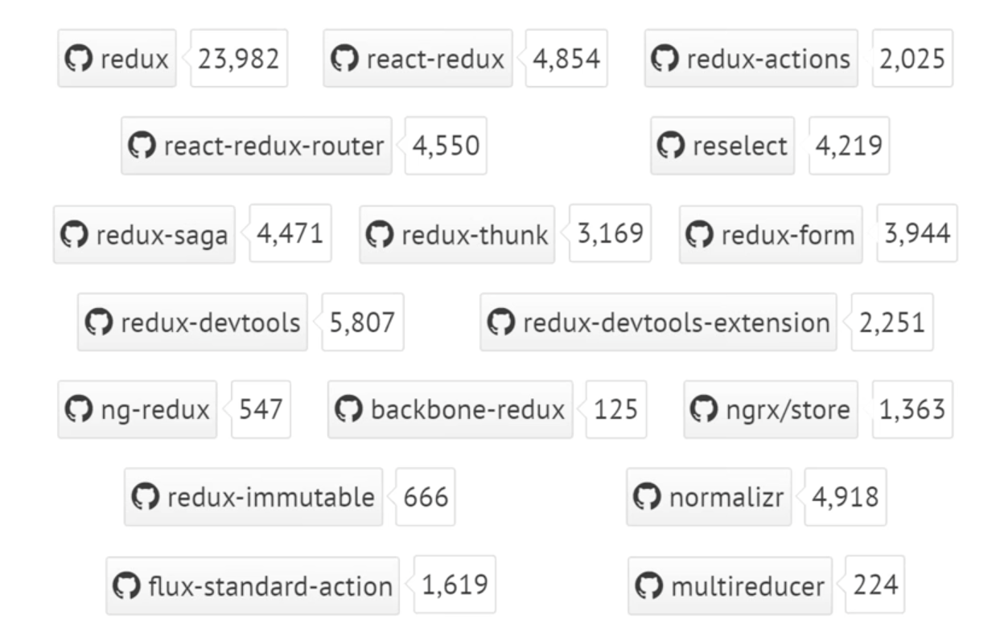 redux 23,982 react-redux 4,854 redux-actions 2,025
react-redux-router 4,550 reselect 4,219
redux-saga 4,471 redux-thunk 3,169 redux-form 3,944
redux-devtools 5,807 redux-devtools-extension 2,251
ng-redux 547 backbone-redux 125 ngrx/store 1,363
redux-immutable 666 normalizr 4,918
flux-standard-action 1,619 multireducer 224